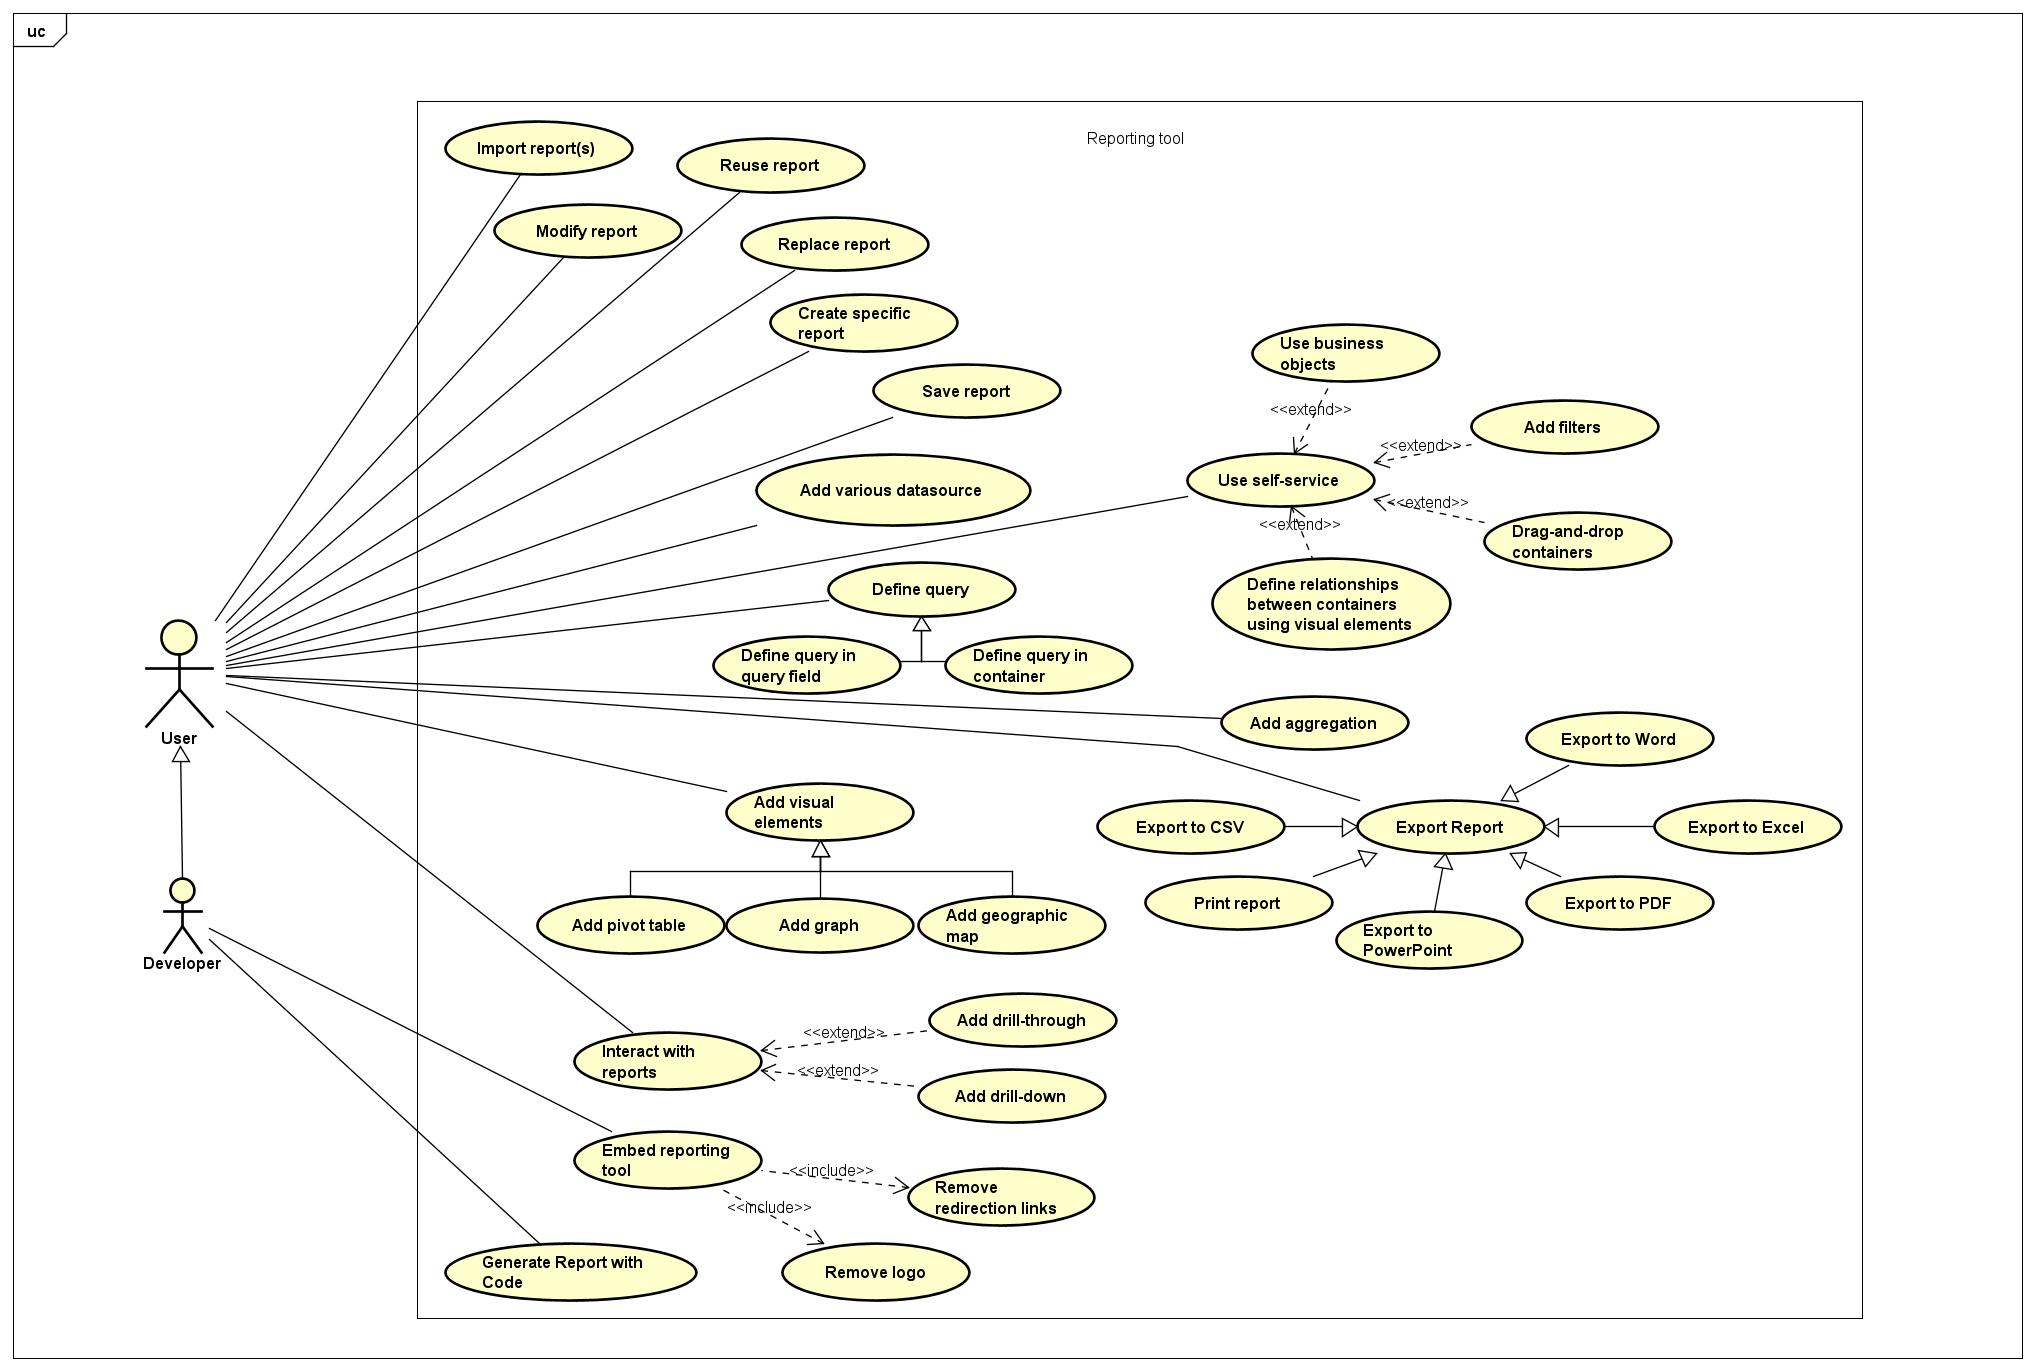 uc
Reporting tool
Import report(s)
Reuse report
Modify report
Replace report
Create specific
report
Save report
Use business
objects
<<extend>>
Add filters
<<extend>>
Use self-service
Add various datasource
<<extend>>
<<extend>>
Drag-and-drop
containers
Define relationships
between containers
using visual elements
Define query
Define query in
query field
Define query in
container
User
Add aggregation
Export to Word
Add visual
elements
Export to CSV
Export Report
Export to Excel
Print report
Export to PDF
Export to
PowerPoint
Add pivot table
Add graph
Add geographic
map
Developer
Add drill-through
<<extend>>
Interact with
reports
<<extend>>
Add drill-down
Embed reporting
tool
<<include>>
Remove
redirection links
<<include>>
Generate Report with
Code
Remove logo